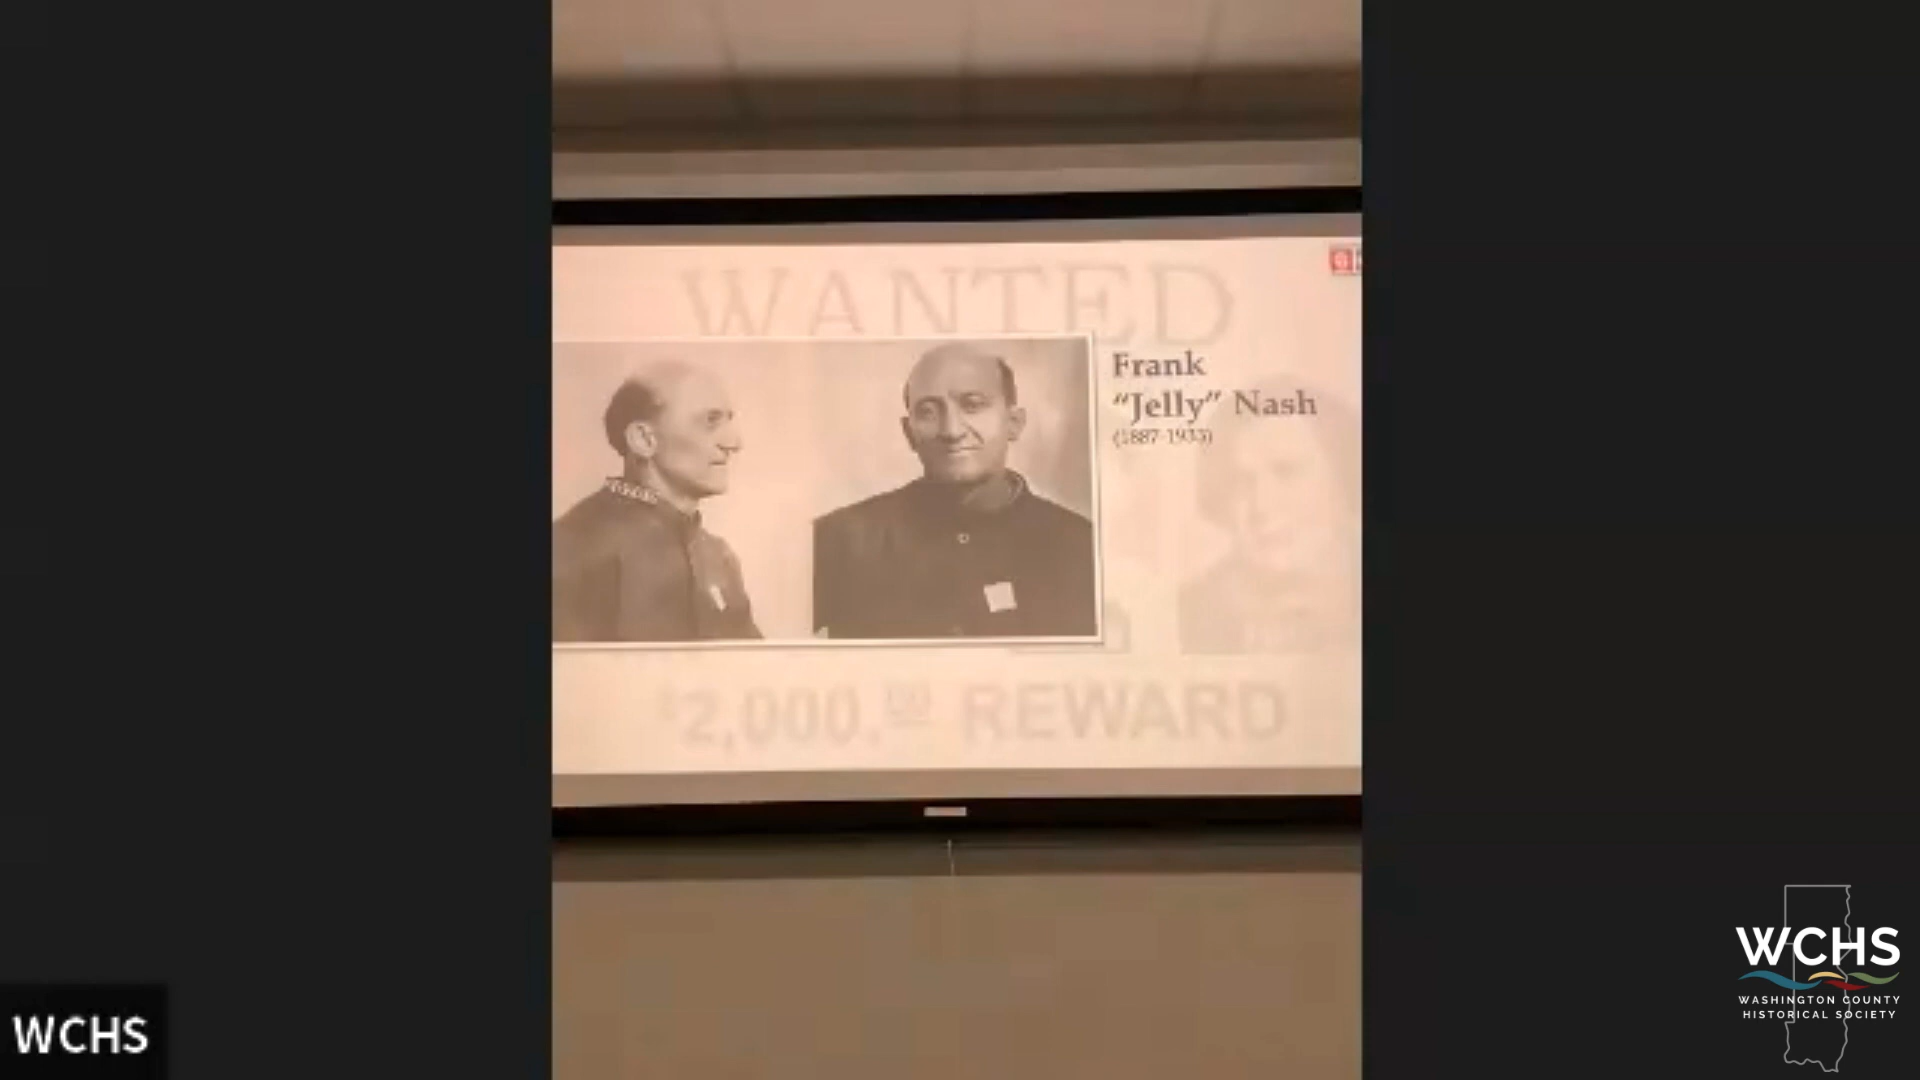 WANTED
Frank
“Jelly” Nash
(1887-1933)
$2,000.00 REWARD
WCHS
WCHS
WASHINGTON COUNTY
HISTORICAL SOCIETY